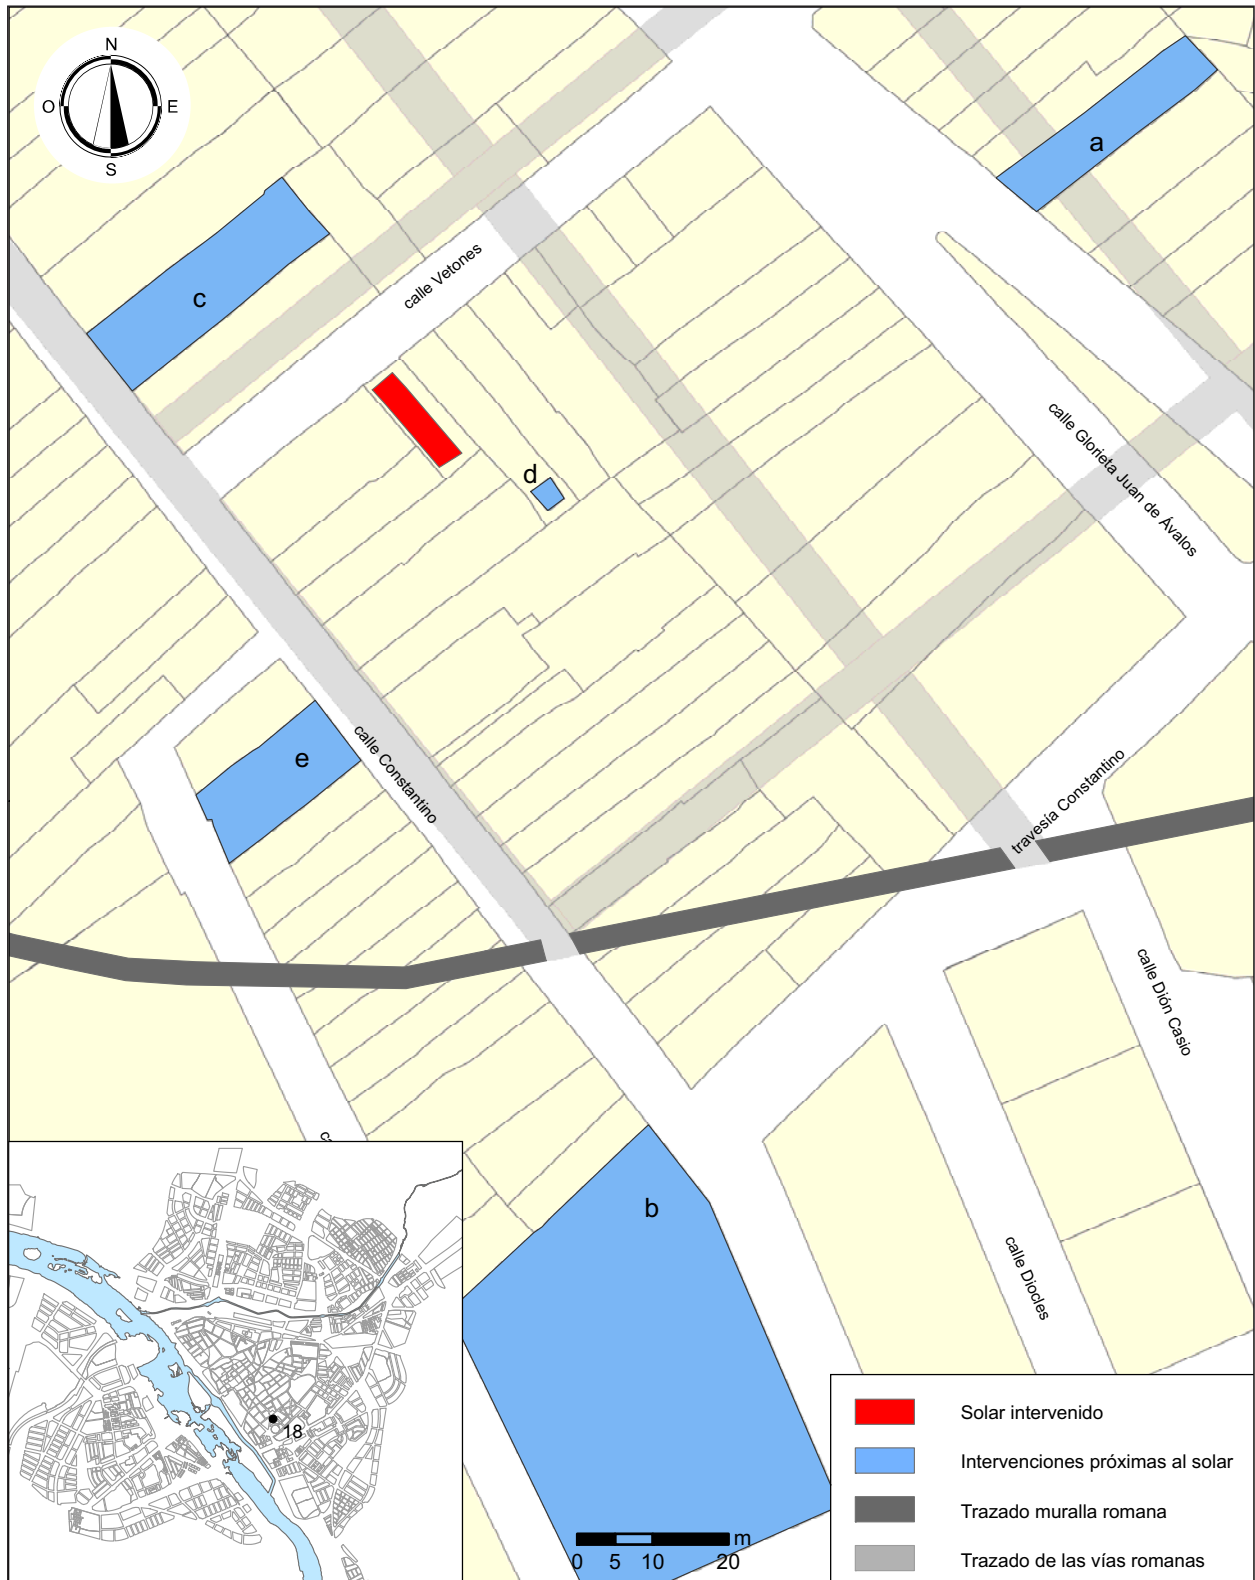 N
O
E
S
a
c
calle Vetones
d
calle Glorieta Juan de Ávalos
e
calle Constantino
travesía Constantino
calle Dión Casio
b
calle Diocles
18
Solar intervenido
Intervenciones próximas al solar
Trazado muralla romana
Trazado de las vías romanas
m
0 5 10 20